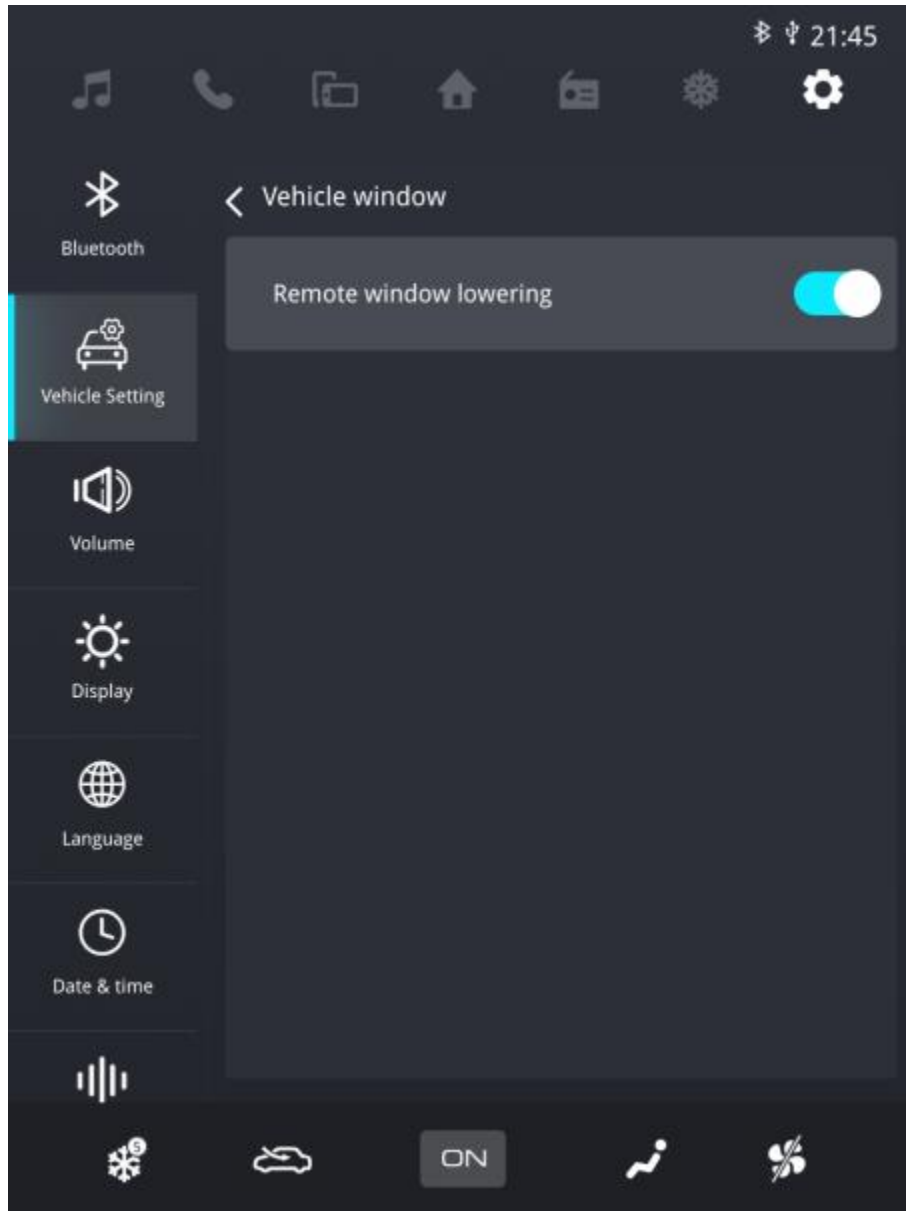 21:45
Bluetooth
Vehicle window
Remote window lowering
Vehicle Setting
Volume
Display
Language
Date & time
S
ON